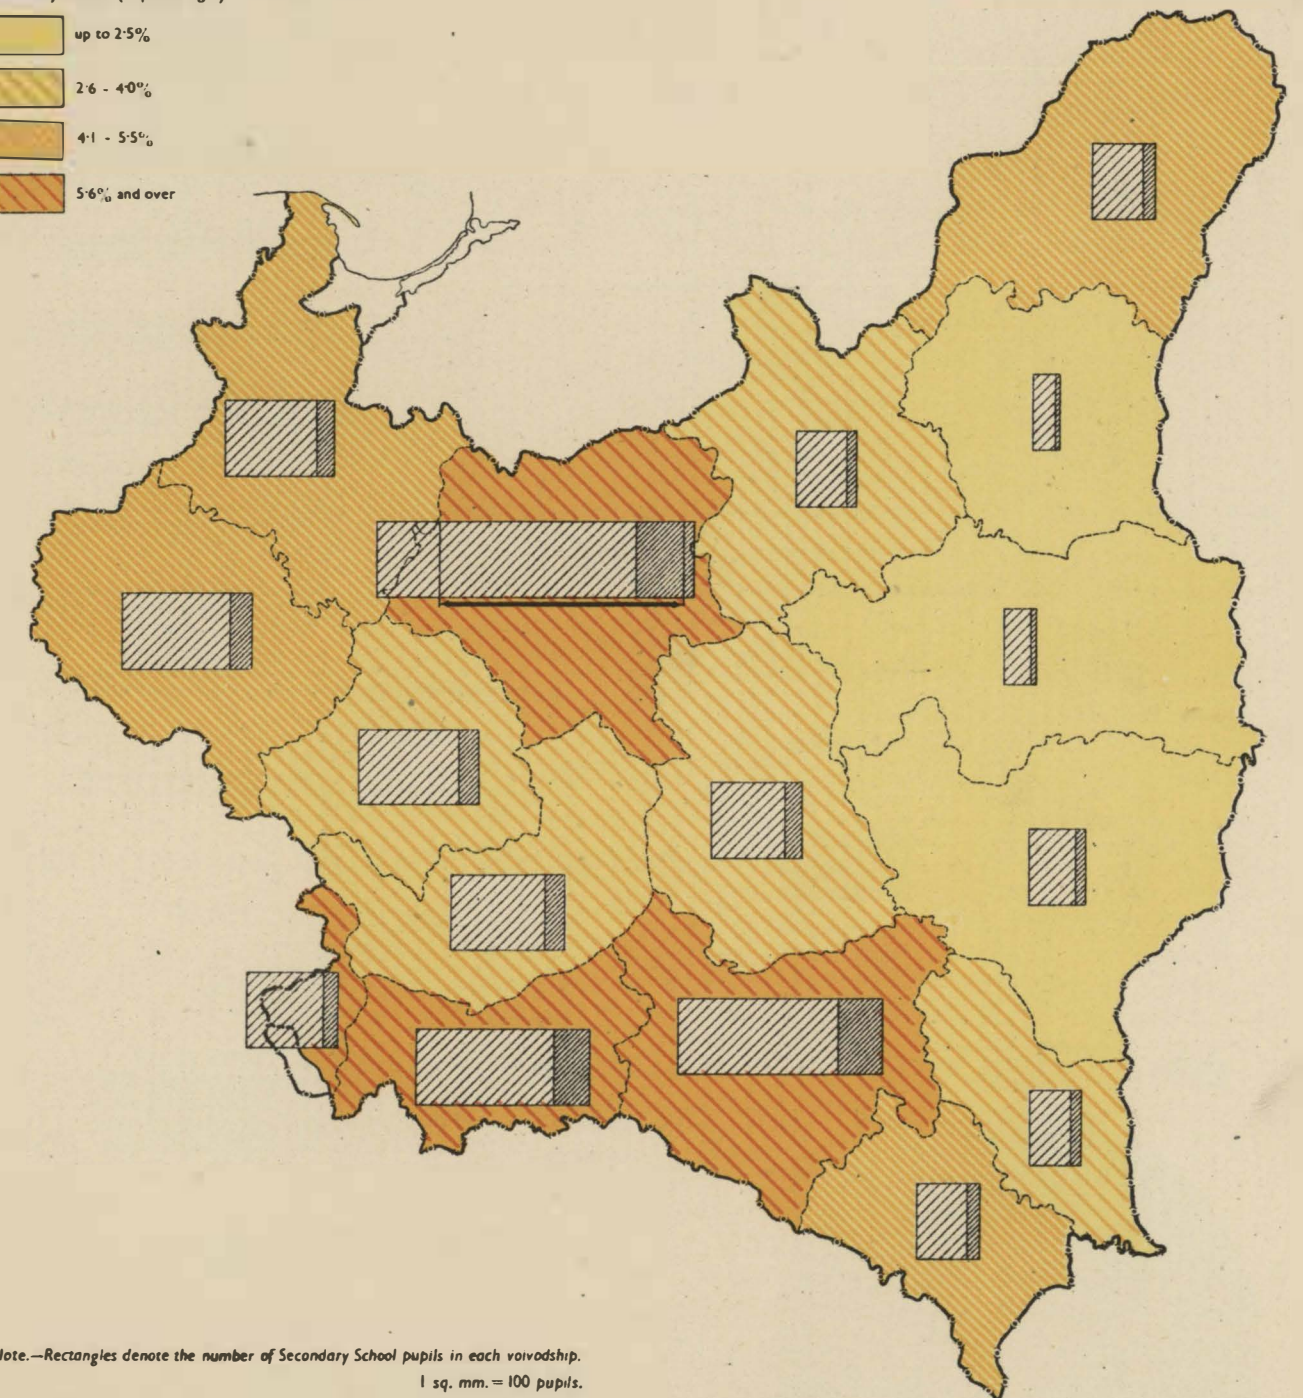 up to 2·5%
2·6 - 4·0%
4·1 - 5·5%
5·6% and over
Note.—Rectangles denote the number of Secondary School pupils in each voivodship.
1 sq. mm. = 100 pupils.